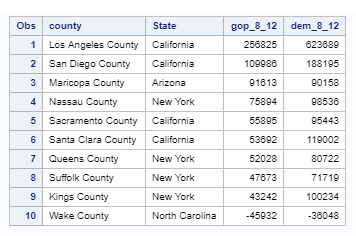 Obs county State gop_8_12 dem_8_12
1 Los Angeles County California 256825 623689
2 San Diego County California 109986 188195
3 Maricopa County Arizona 91613 90158
4 Nassau County New York 75894 98536
5 Sacramento County California 55895 95443
6 Santa Clara County California 53692 119002
7 Queens County New York 52028 80722
8 Suffolk County New York 47673 71719
9 Kings County New York 43242 100234
10 Wake County North Carolina -45932 -36048